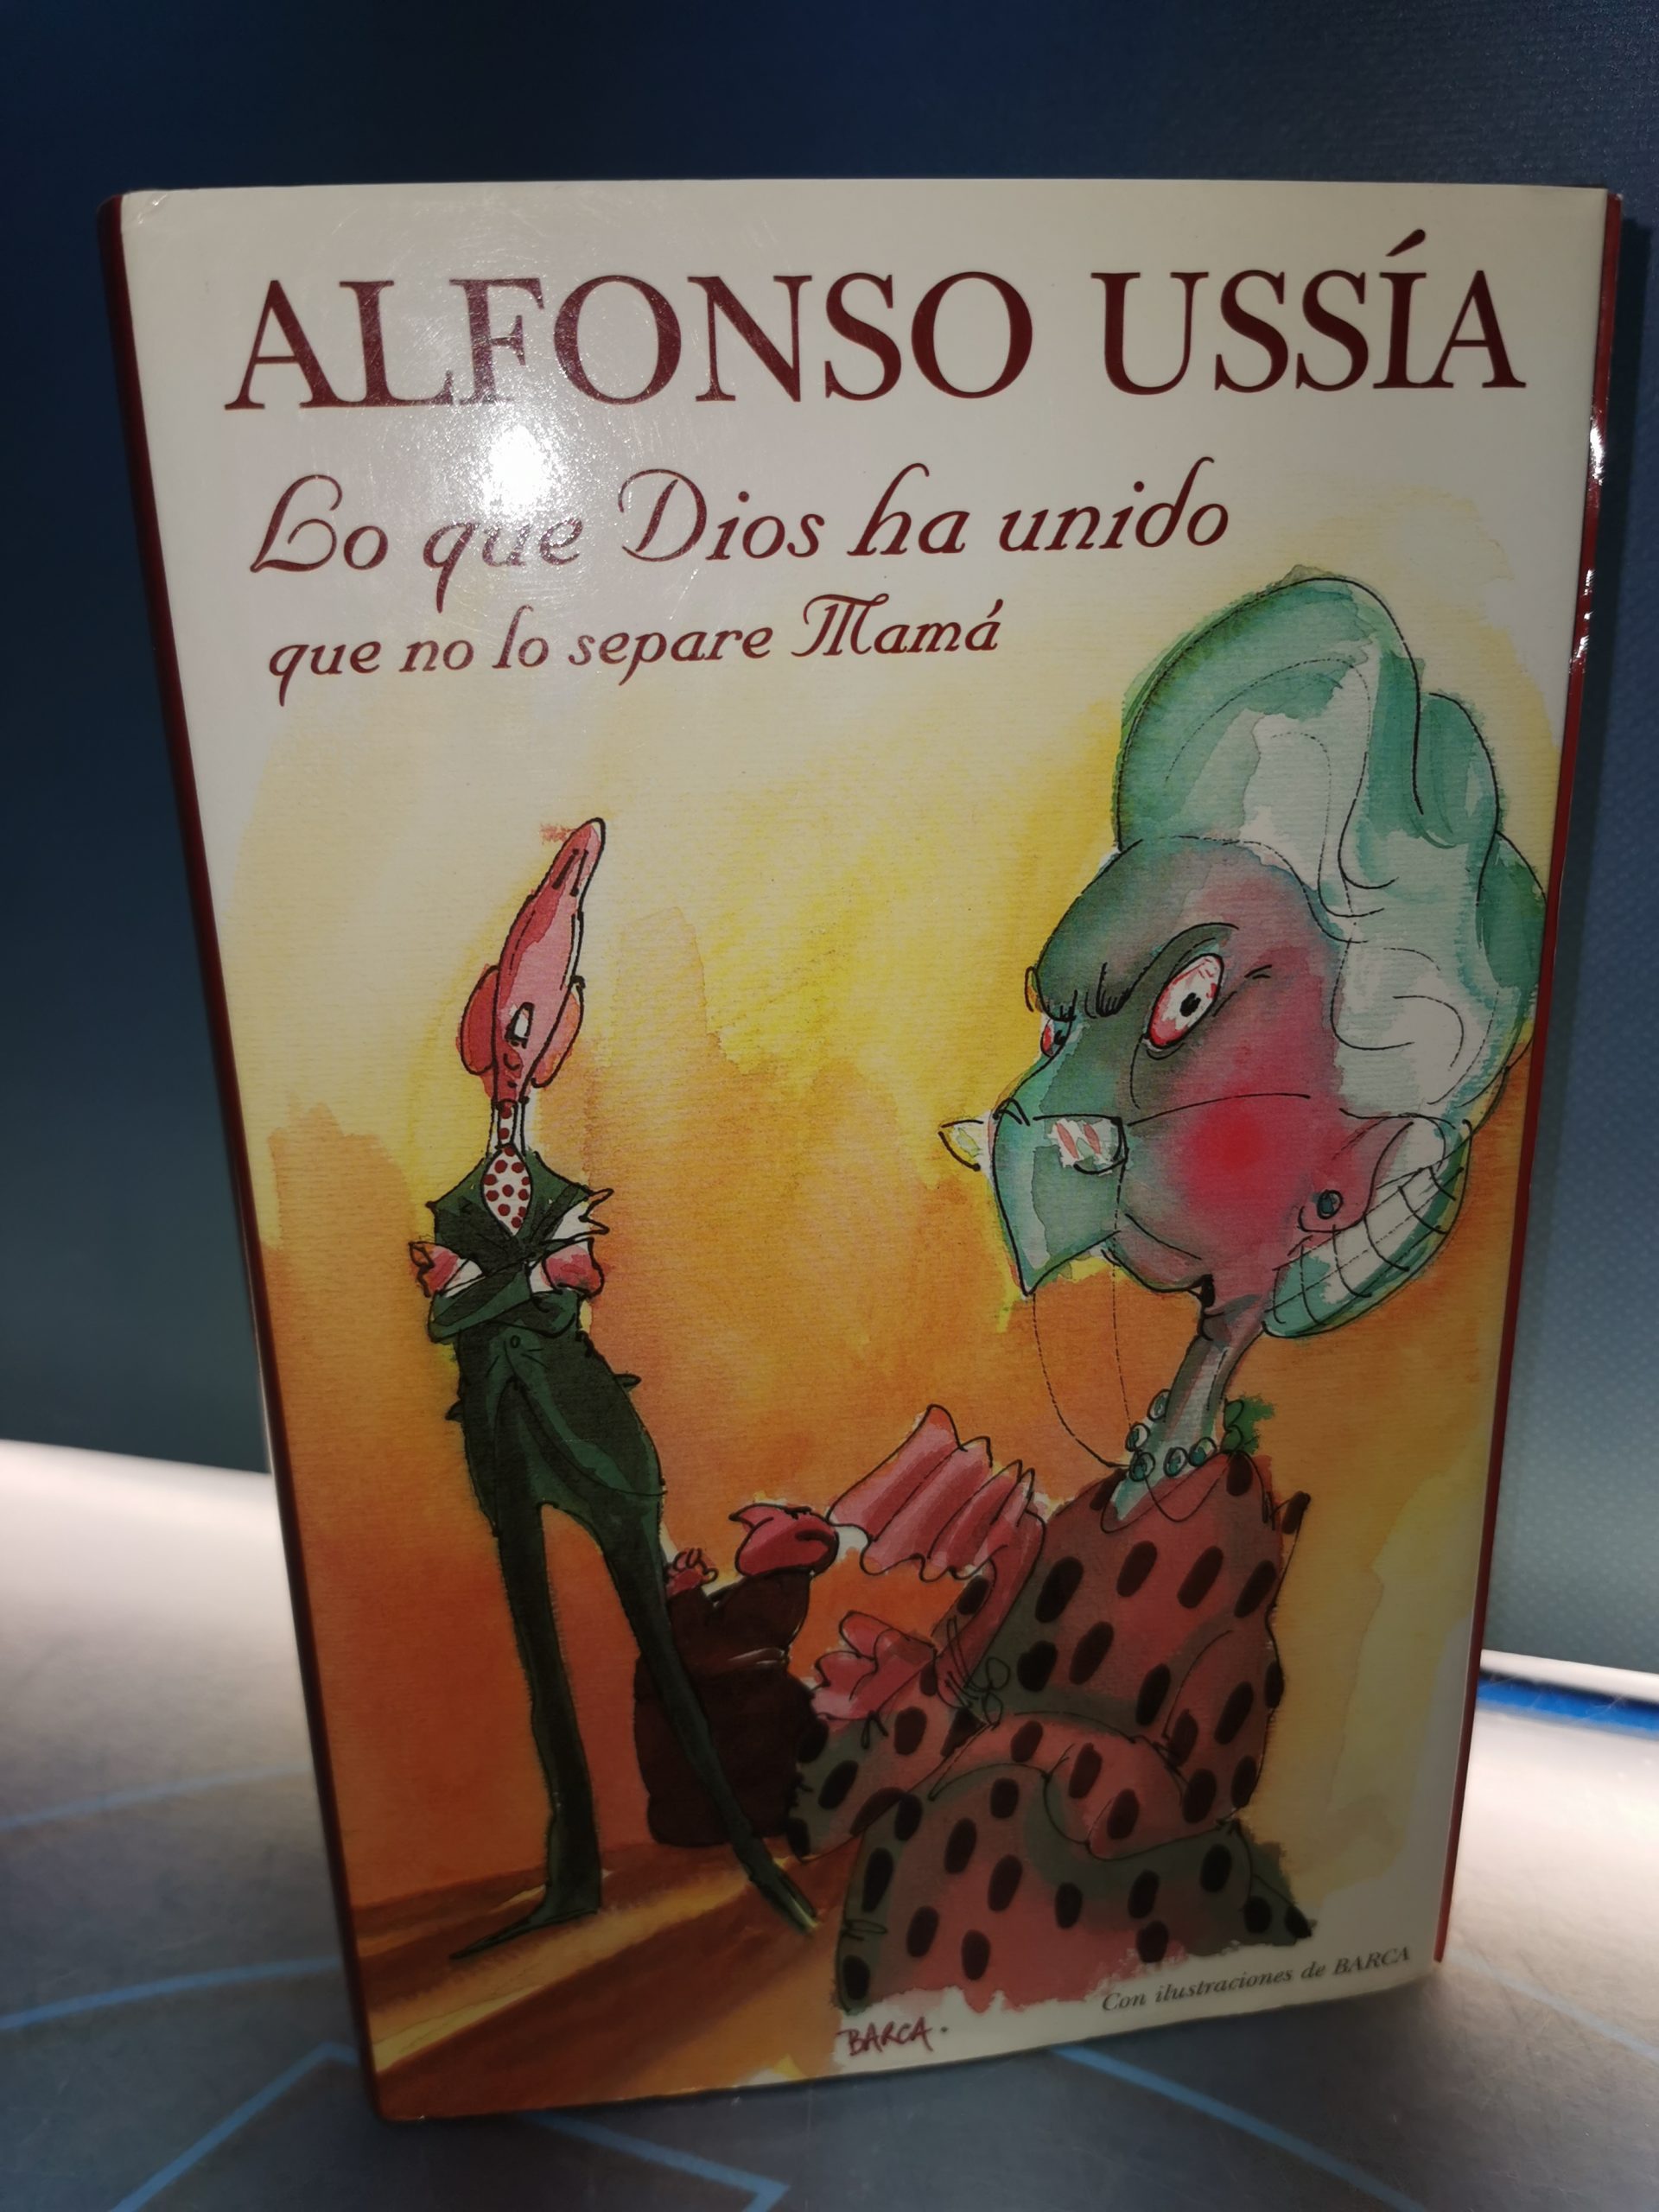 ALFONSO USSÍA
Lo que Dios ha unido
que no lo separe Mamá
Con ilustraciones de BARCA
BARCA.